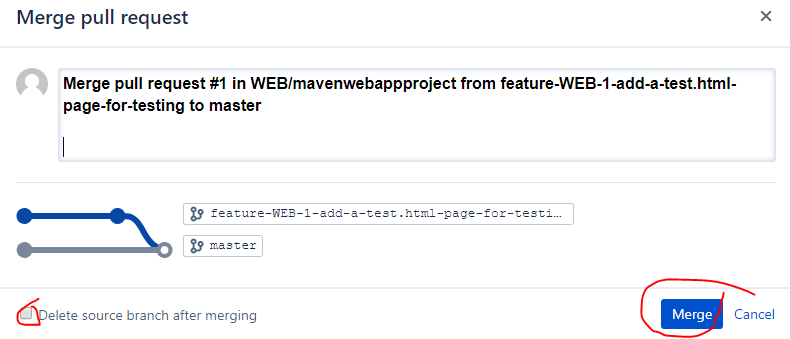 Merge pull request
Merge pull request #1 in WEB/mavenwebappproject from feature-WEB-1-add-a-test.html-
page-for-testing to master
feature-WEB-1-add-a-test.html-page-for-testi…
master
Delete source branch after merging
Merge Cancel